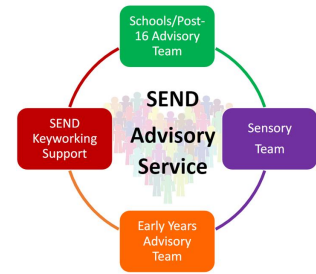 Schools/Post-
16 Advisory
Team
SEND
Advisory
Service
SEND
Keyworking
Support
Sensory
Team
Early Years
Advisory
Team